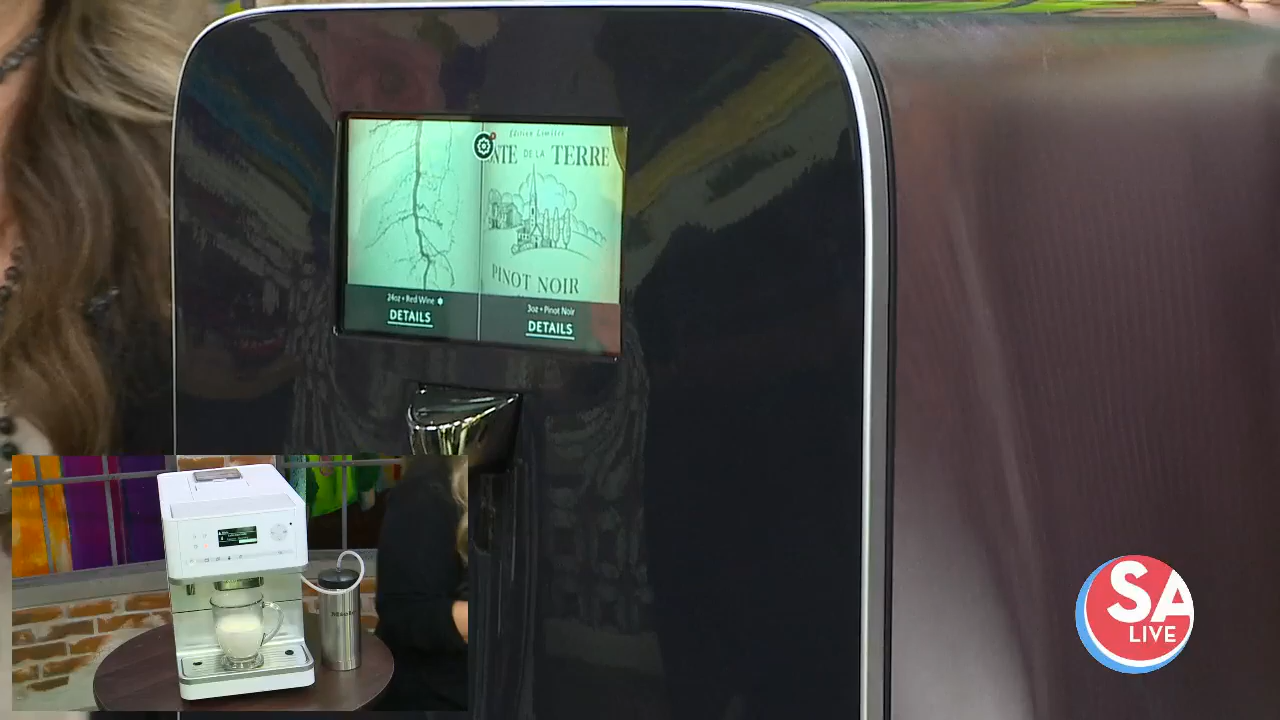 Édition Limitée
NTE DE LA TERRE
PINOT NOIR
24oz • Red Wine
DETAILS
3oz • Pinot Noir
DETAILS
SA
LIVE